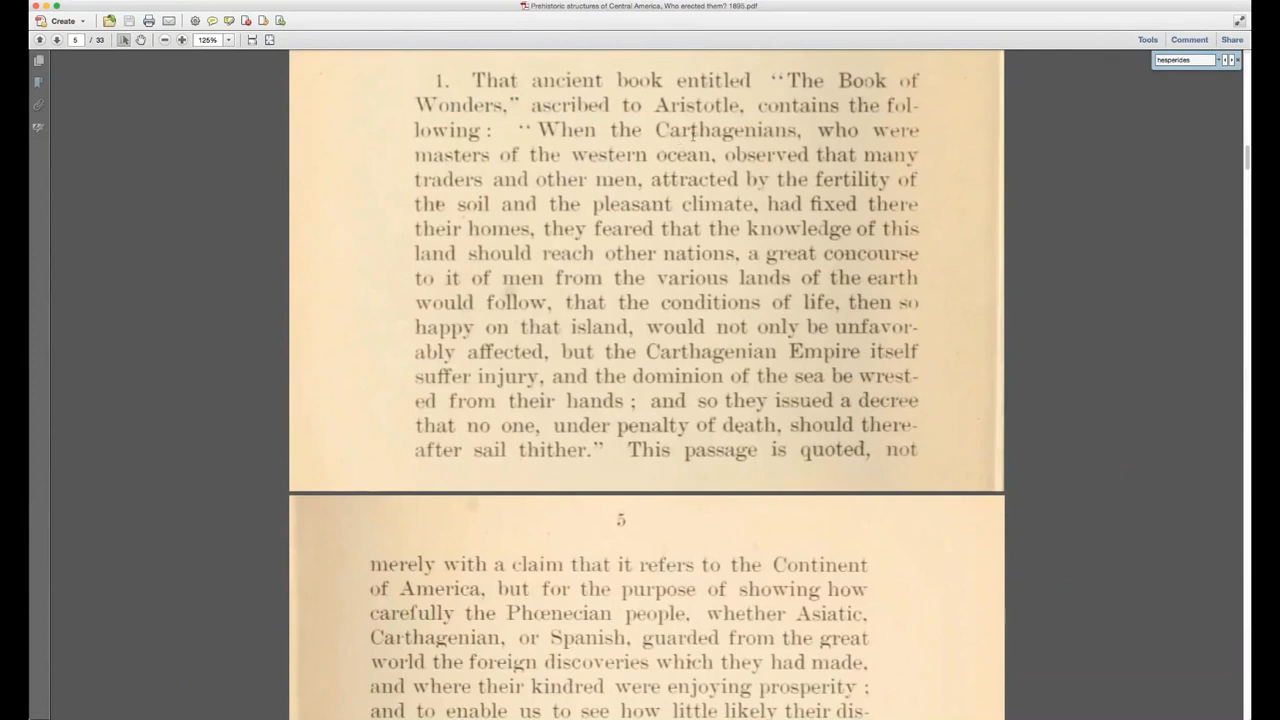 Prehistoric structures of Central America, Who erected them? 1895.pdf
Create
5 / 33
125%
Tools
Comment
Share
hesperides
1. That ancient book entitled “The Book of
Wonders,” ascribed to Aristotle, contains the fol-
lowing: “When the Carthagenians, who were
masters of the western ocean, observed that many
traders and other men, attracted by the fertility of
the soil and the pleasant climate, had fixed there
their homes, they feared that the knowledge of this
land should reach other nations, a great concourse
to it of men from the various lands of the earth
would follow, that the conditions of life, then so
happy on that island, would not only be unfavor-
ably affected, but the Carthagenian Empire itself
suffer injury, and the dominion of the sea be wrest-
ed from their hands; and so they issued a decree
that no one, under penalty of death, should there-
after sail thither.” This passage is quoted, not
5
merely with a claim that it refers to the Continent
of America, but for the purpose of showing how
carefully the Phœnecian people, whether Asiatic,
Carthagenian, or Spanish, guarded from the great
world the foreign discoveries which they had made,
and where their kindred were enjoying prosperity;
and to enable us to see how little likely their dis-